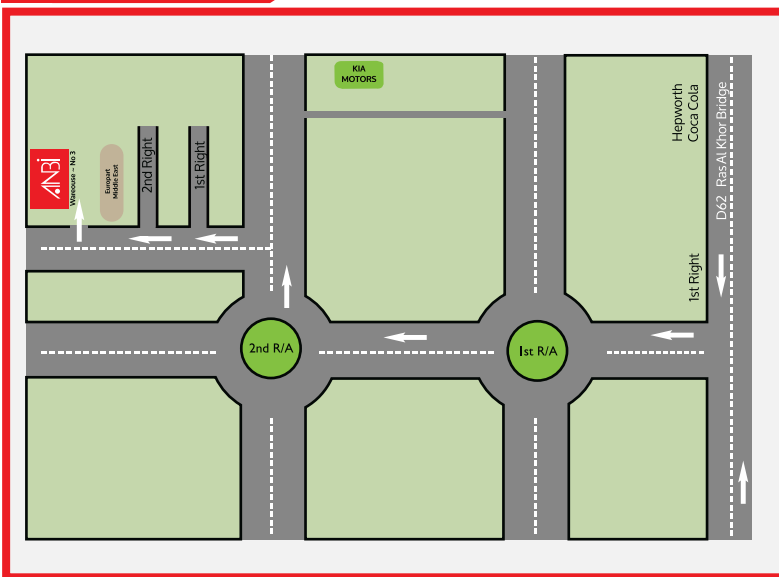 KIA
MOTORS
Hepworth
Coca Cola
D62 Ras Al Khor Bridge
1st Right
ANBi
Wareouse – No 3
Europart
Middle East
2nd Right
1st Right
2nd R/A
1st R/A